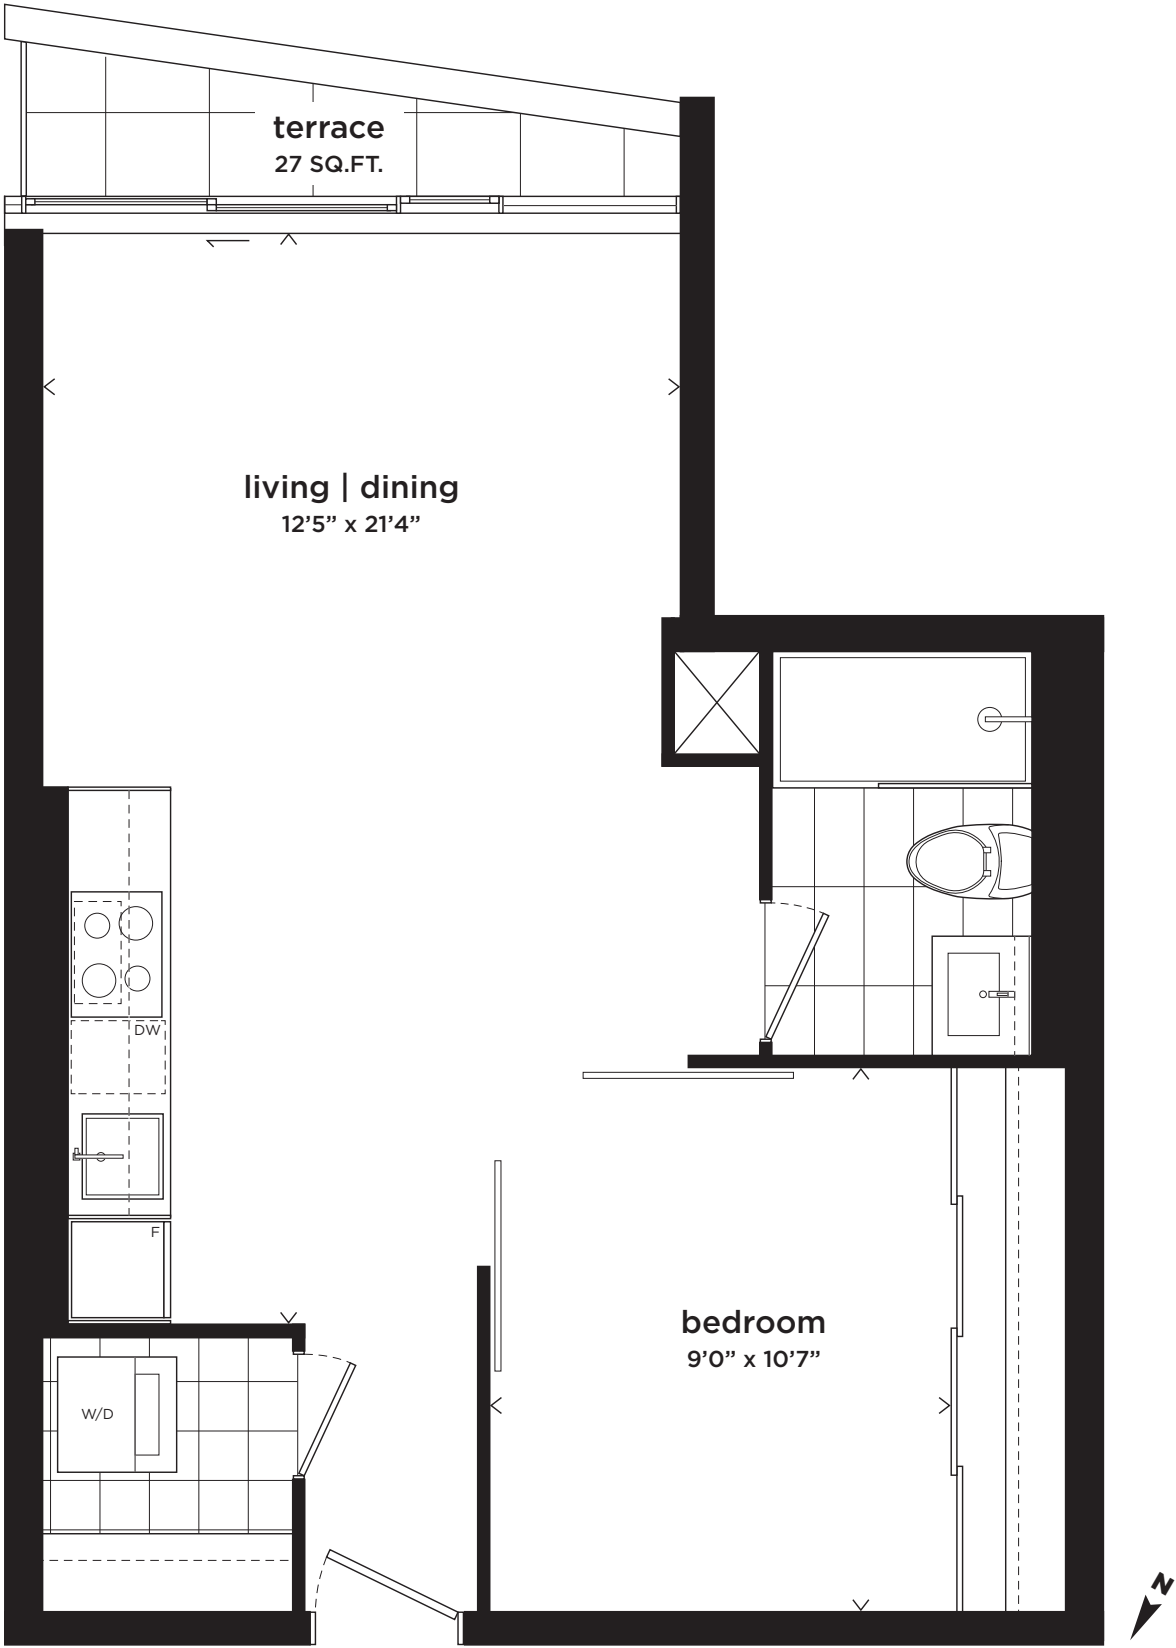 terrace
27 SQ.FT.
living | dining
12’5” x 21’4”
DW
F
bedroom
9’0” x 10’7”
W/D
N